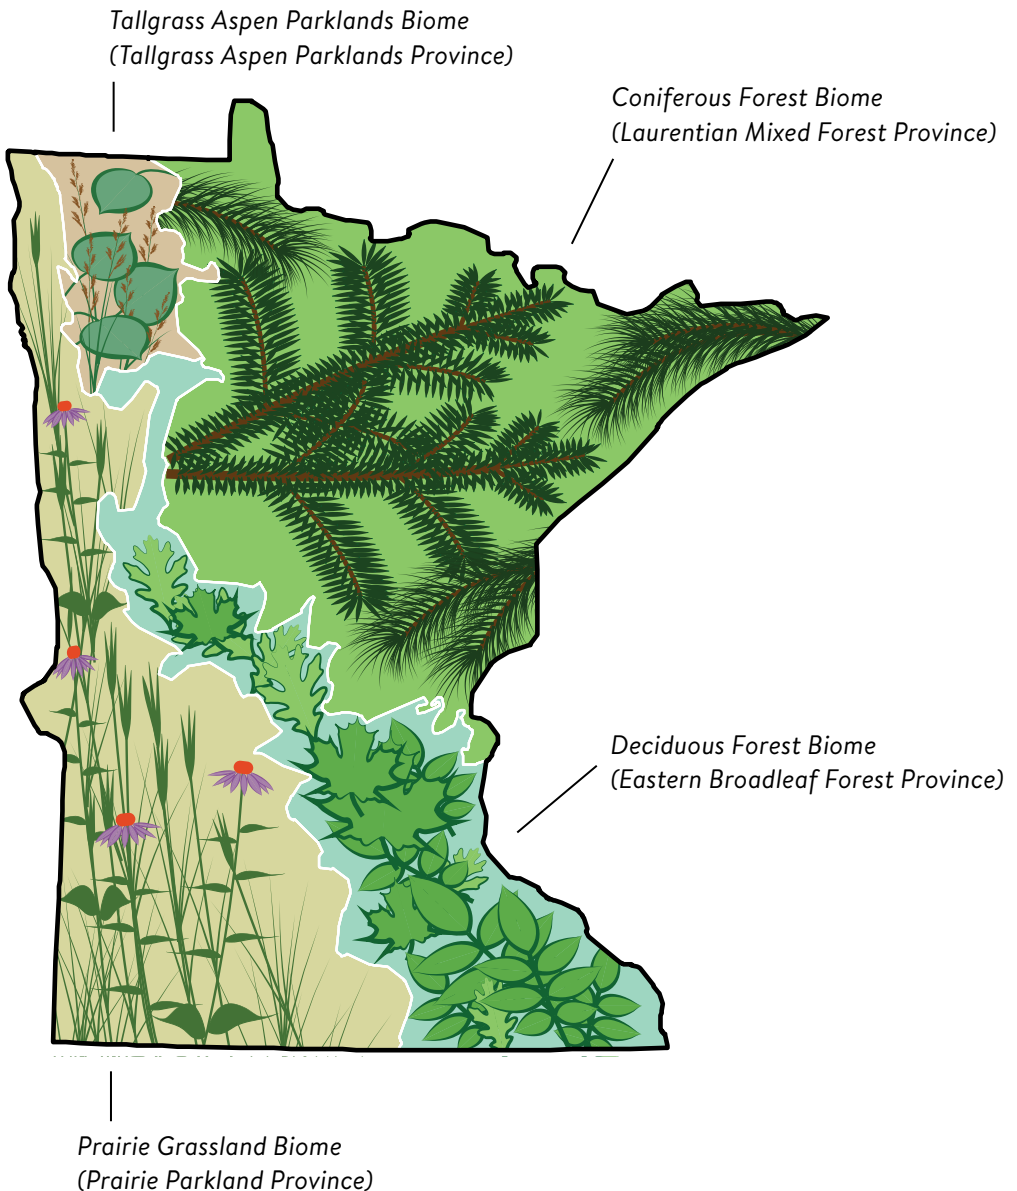 Tallgrass Aspen Parklands Biome
(Tallgrass Aspen Parklands Province)
Coniferous Forest Biome
(Laurentian Mixed Forest Province)
Deciduous Forest Biome
(Eastern Broadleaf Forest Province)
Prairie Grassland Biome
(Prairie Parkland Province)